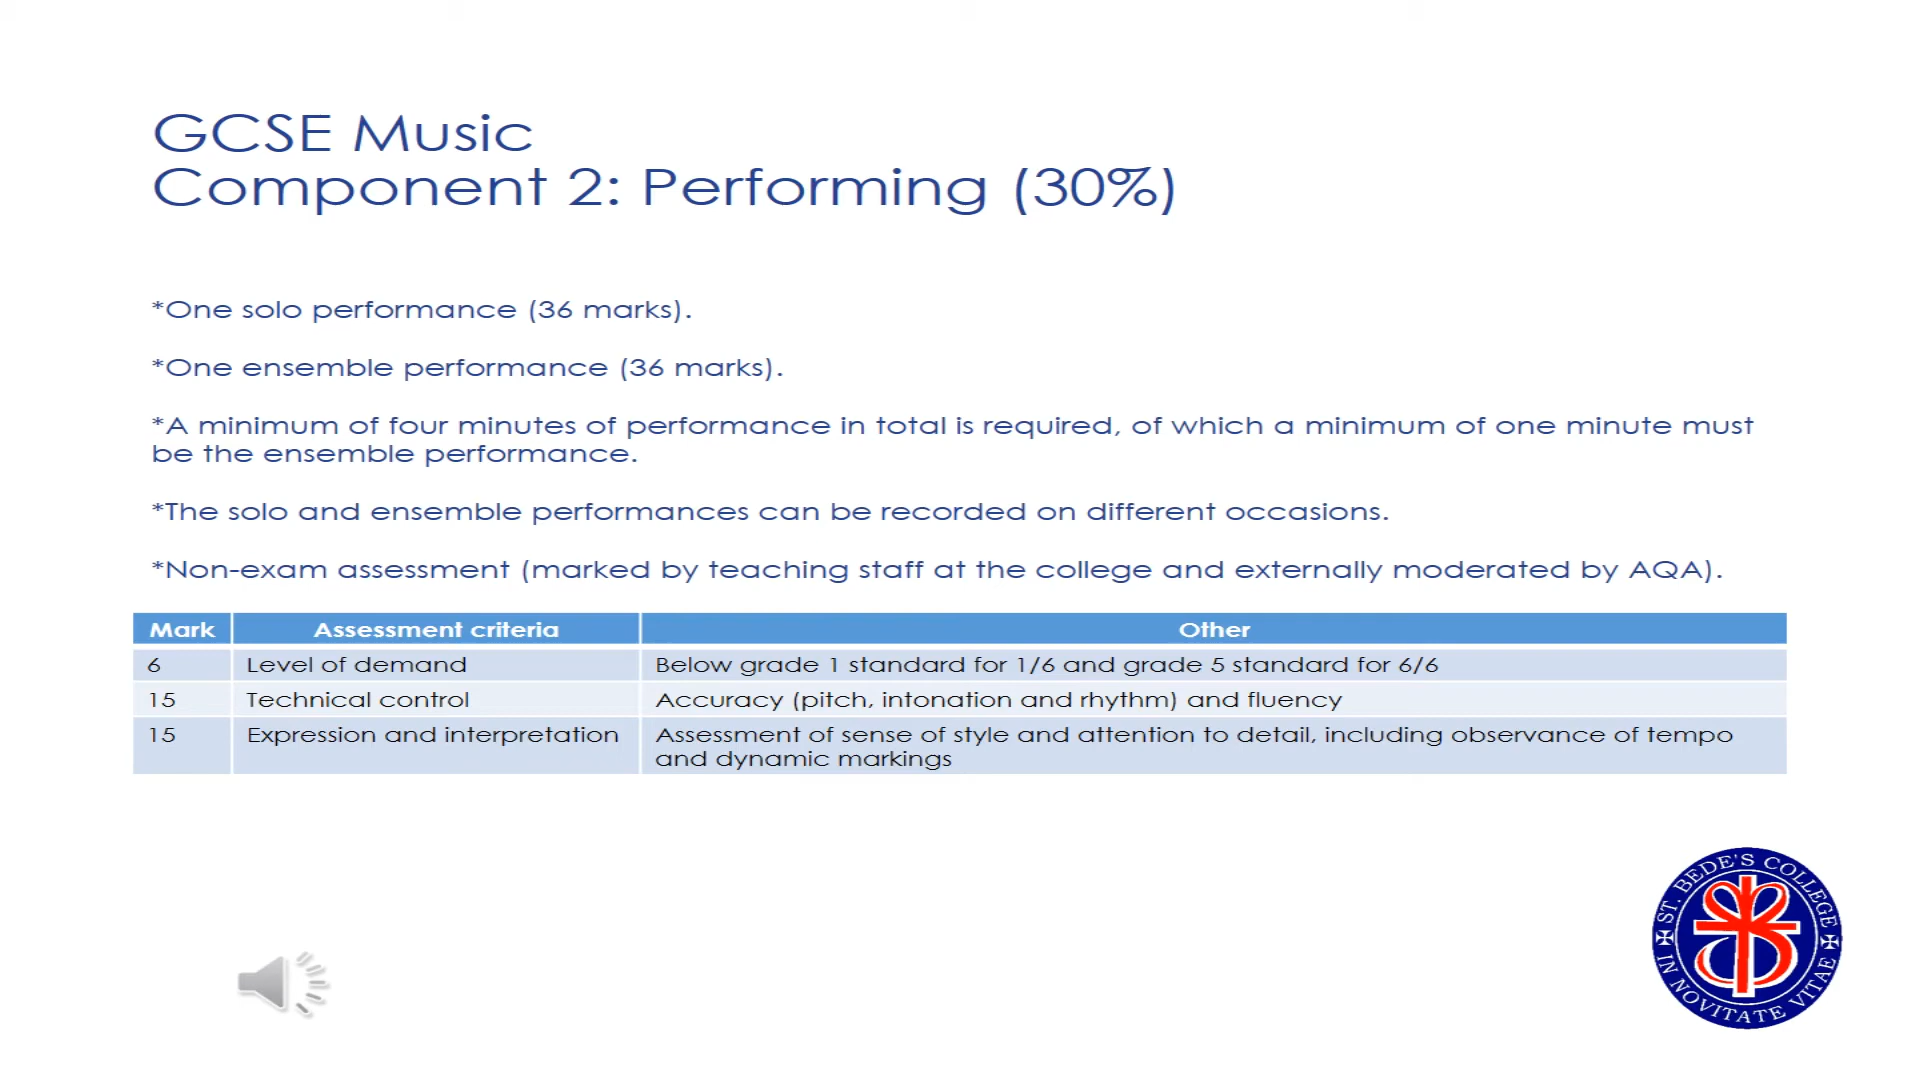 GCSE Music
Component 2: Performing (30%)
*One solo performance (36 marks).
*One ensemble performance (36 marks).
*A minimum of four minutes of performance in total is required, of which a minimum of one minute must
be the ensemble performance.
*The solo and ensemble performances can be recorded on different occasions.
*Non-exam assessment (marked by teaching staff at the college and externally moderated by AQA).
Mark Assessment criteria Other
6 Level of demand Below grade 1 standard for 1/6 and grade 5 standard for 6/6
15 Technical control Accuracy (pitch, intonation and rhythm) and fluency
15 Expression and interpretation Assessment of sense of style and attention to detail, including observance of tempo
and dynamic markings
ST. BEDE'S COLLEGE
IN NOVITATE VITAE